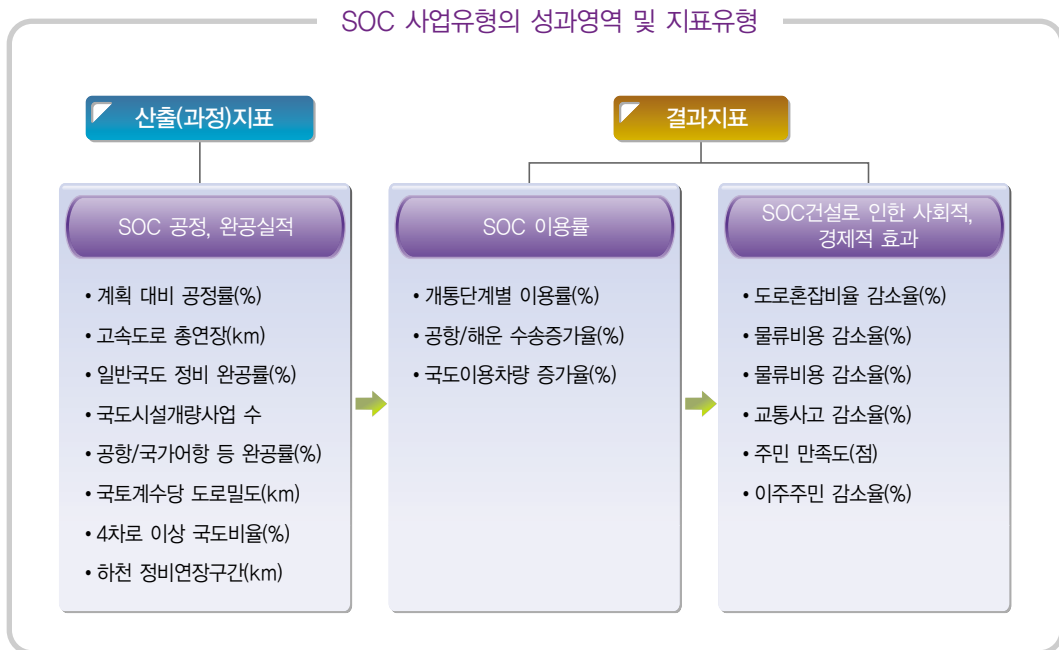 SOC 사업유형의 성과영역 및 지표유형
산출(과정)지표
SOC 공정, 완공실적
• 계획 대비 공정률(%)
• 고속도로 총연장(km)
• 일반국도 정비 완공률(%)
• 국도시설개량사업 수
• 공항/국가어항 등 완공률(%)
• 국토계수당 도로밀도(km)
• 4차로 이상 국도비율(%)
• 하천 정비연장구간(km)
결과지표
SOC 이용률
• 개통단계별 이용률(%)
• 공항/해운 수송증가율(%)
• 국도이용차량 증가율(%)
SOC건설로 인한 사회적,
경제적 효과
• 도로혼잡비율 감소율(%)
• 물류비용 감소율(%)
• 물류비용 감소율(%)
• 교통사고 감소율(%)
• 주민 만족도(점)
• 이주주민 감소율(%)